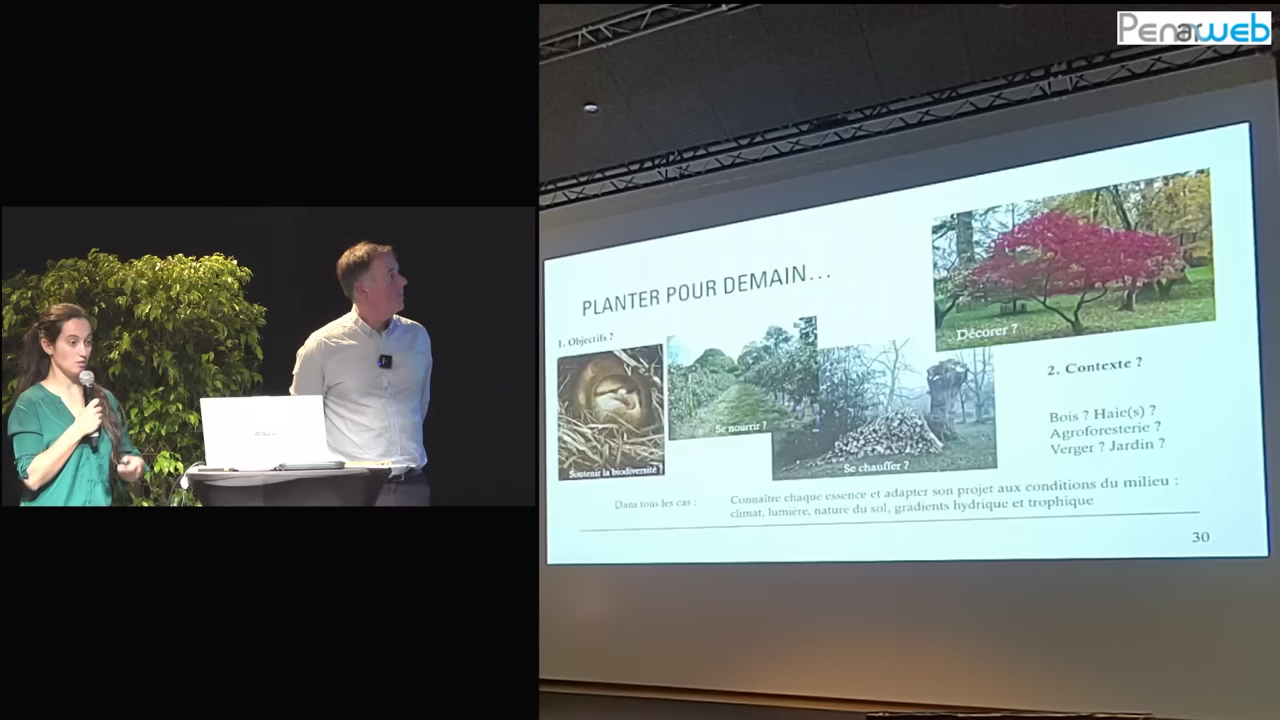 Penarweb
PLANTER POUR DEMAIN...
1. Objectifs ?
Soutenir la biodiversité ?
Se nourrir ?
Se chauffer ?
Décorer ?
2. Contexte ?
Bois ? Haie(s) ?
Agroforesterie ?
Verger ? Jardin ?
Dans tous les cas :
Connaître chaque essence et adapter son projet aux conditions du milieu :
climat, lumière, nature du sol, gradients hydrique et trophique
30